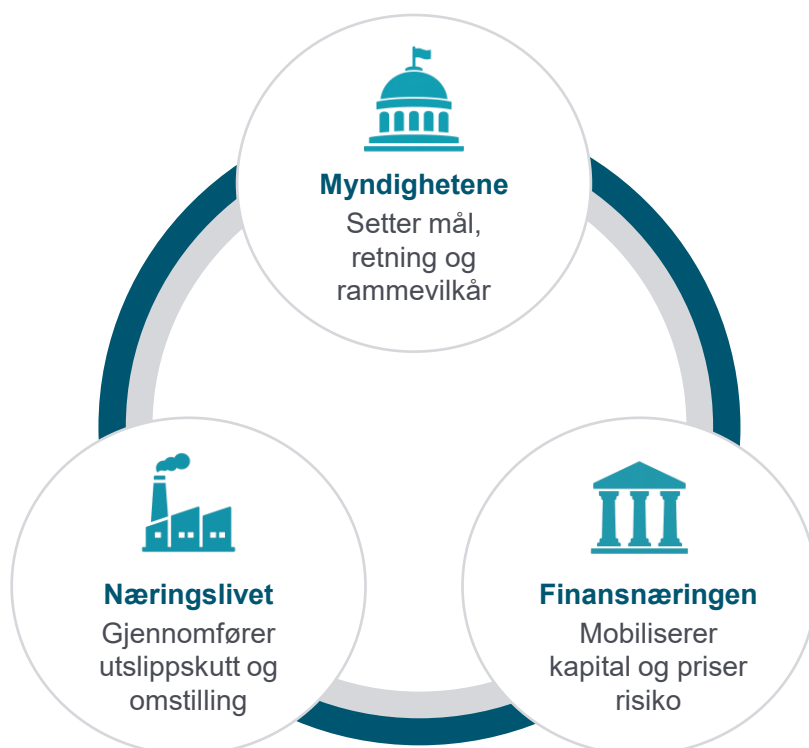 Myndighetene
Setter mål,
retning og
rammevilkår
Næringslivet
Gjennomfører
utslippskutt og
omstilling
Finansnæringen
Mobiliserer
kapital og priser
risiko